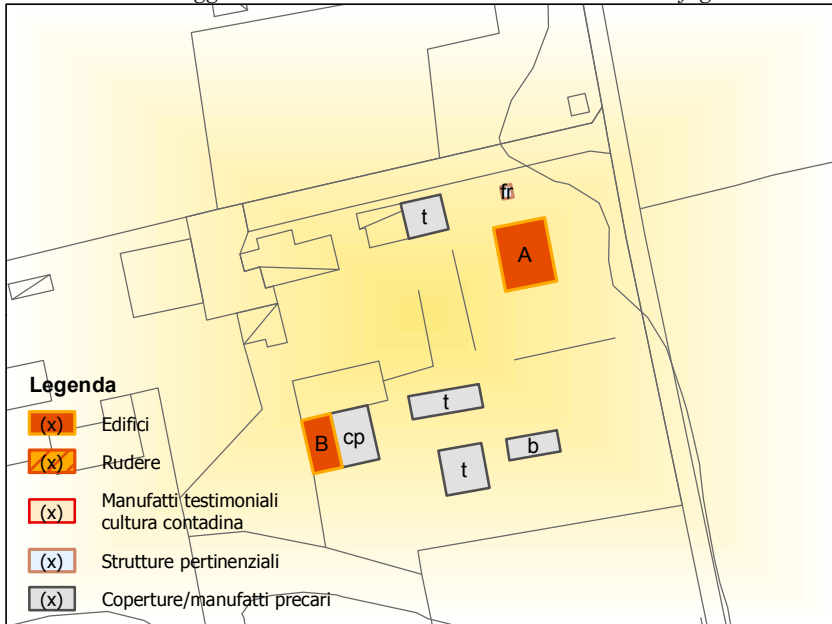 fr
t
A
t
B
cp
t
b
Legenda
(x) Edifici
(x) Rudere
(x) Manufatti testimoniali
cultura contadina
(x) Strutture pertinenziali
(x) Coperture/manufatti precari